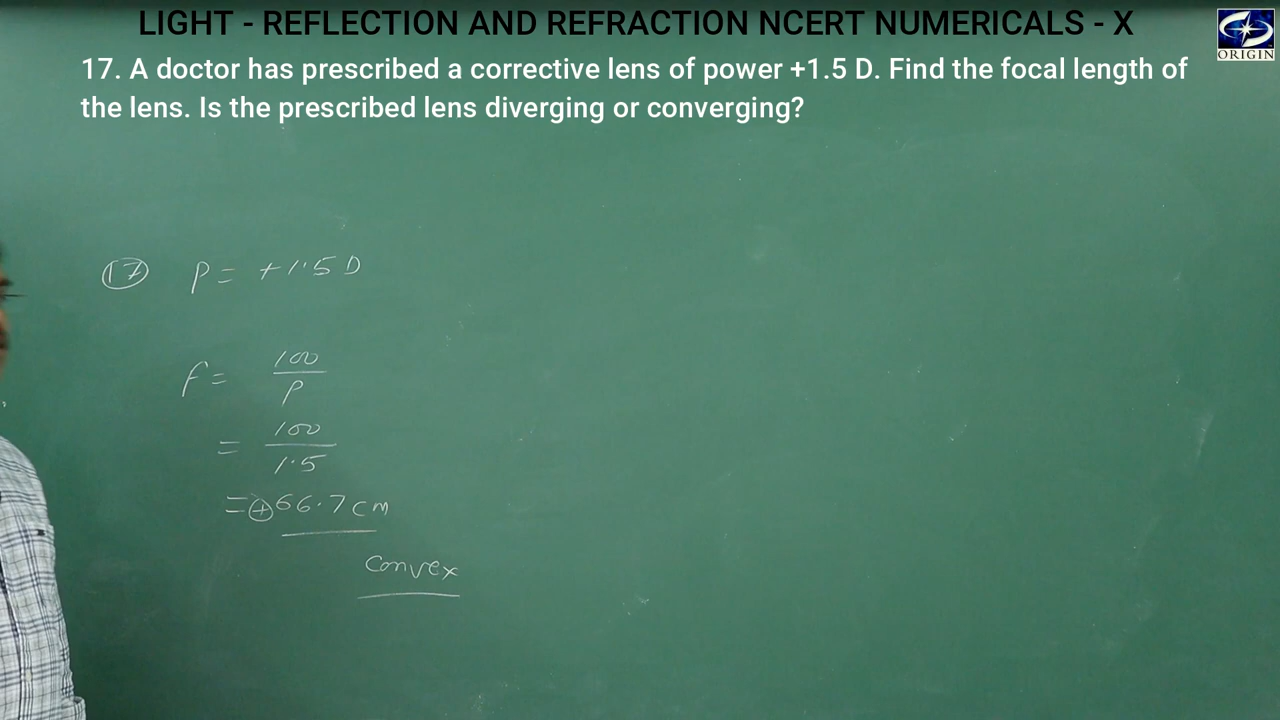 LIGHT - REFLECTION AND REFRACTION NCERT NUMERICALS - X
ORIGIN
17. A doctor has prescribed a corrective lens of power +1.5 D. Find the focal length of
the lens. Is the prescribed lens diverging or converging?
17 P = +1.5 D
f = 100/P
= 100/1.5
= +66.7 cm
convex